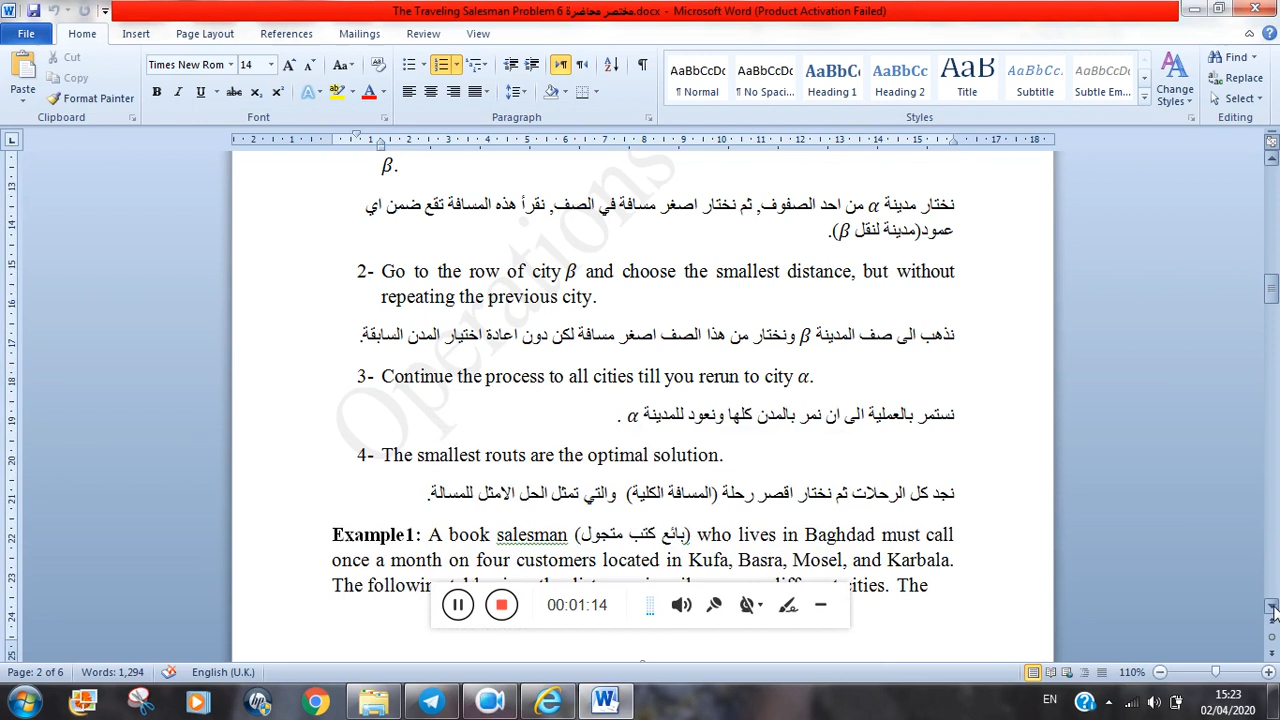 The Traveling Salesman Problem 6 مختصر محاضرة.docx - Microsoft Word (Product Activation Failed)
File Home Insert Page Layout References Mailings Review View
Paste
Cut
Copy
Format Painter
Clipboard
Times New Rom 14
Font
Paragraph
AaBbCcDc AaBbCcDc AaBbCc AaBbCc AaB AaBbCc. AaBbCcDc
¶ Normal ¶ No Spaci... Heading 1 Heading 2 Title Subtitle Subtle Em...
Change Styles
Styles
Find
Replace
Select
Editing
Operations
β.
نختار مدينة α من احد الصفوف, ثم نختار اصغر مسافة في الصف, نقرأ هذه المسافة تقع ضمن اي
عمود(مدينة لنقل β).
2- Go to the row of city β and choose the smallest distance, but without
repeating the previous city.
نذهب الى صف المدينة β ونختار من هذا الصف اصغر مسافة لكن دون اعادة اختيار المدن السابقة.
3- Continue the process to all cities till you rerun to city α.
نستمر بالعملية الى ان نمر بالمدن كلها ونعود للمدينة α .
4- The smallest routs are the optimal solution.
نجد كل الرحلات ثم نختار اقصر رحلة (المسافة الكلية) والتي تمثل الحل الامثل للمسالة.
Example1: A book salesman (بائع كتب متجول) who lives in Baghdad must call
once a month on four customers located in Kufa, Basra, Mosel, and Karbala.
The
cities. The
00:01:14
Page: 2 of 6 Words: 1,294 English (U.K.) 110%
EN 15:23
02/04/2020